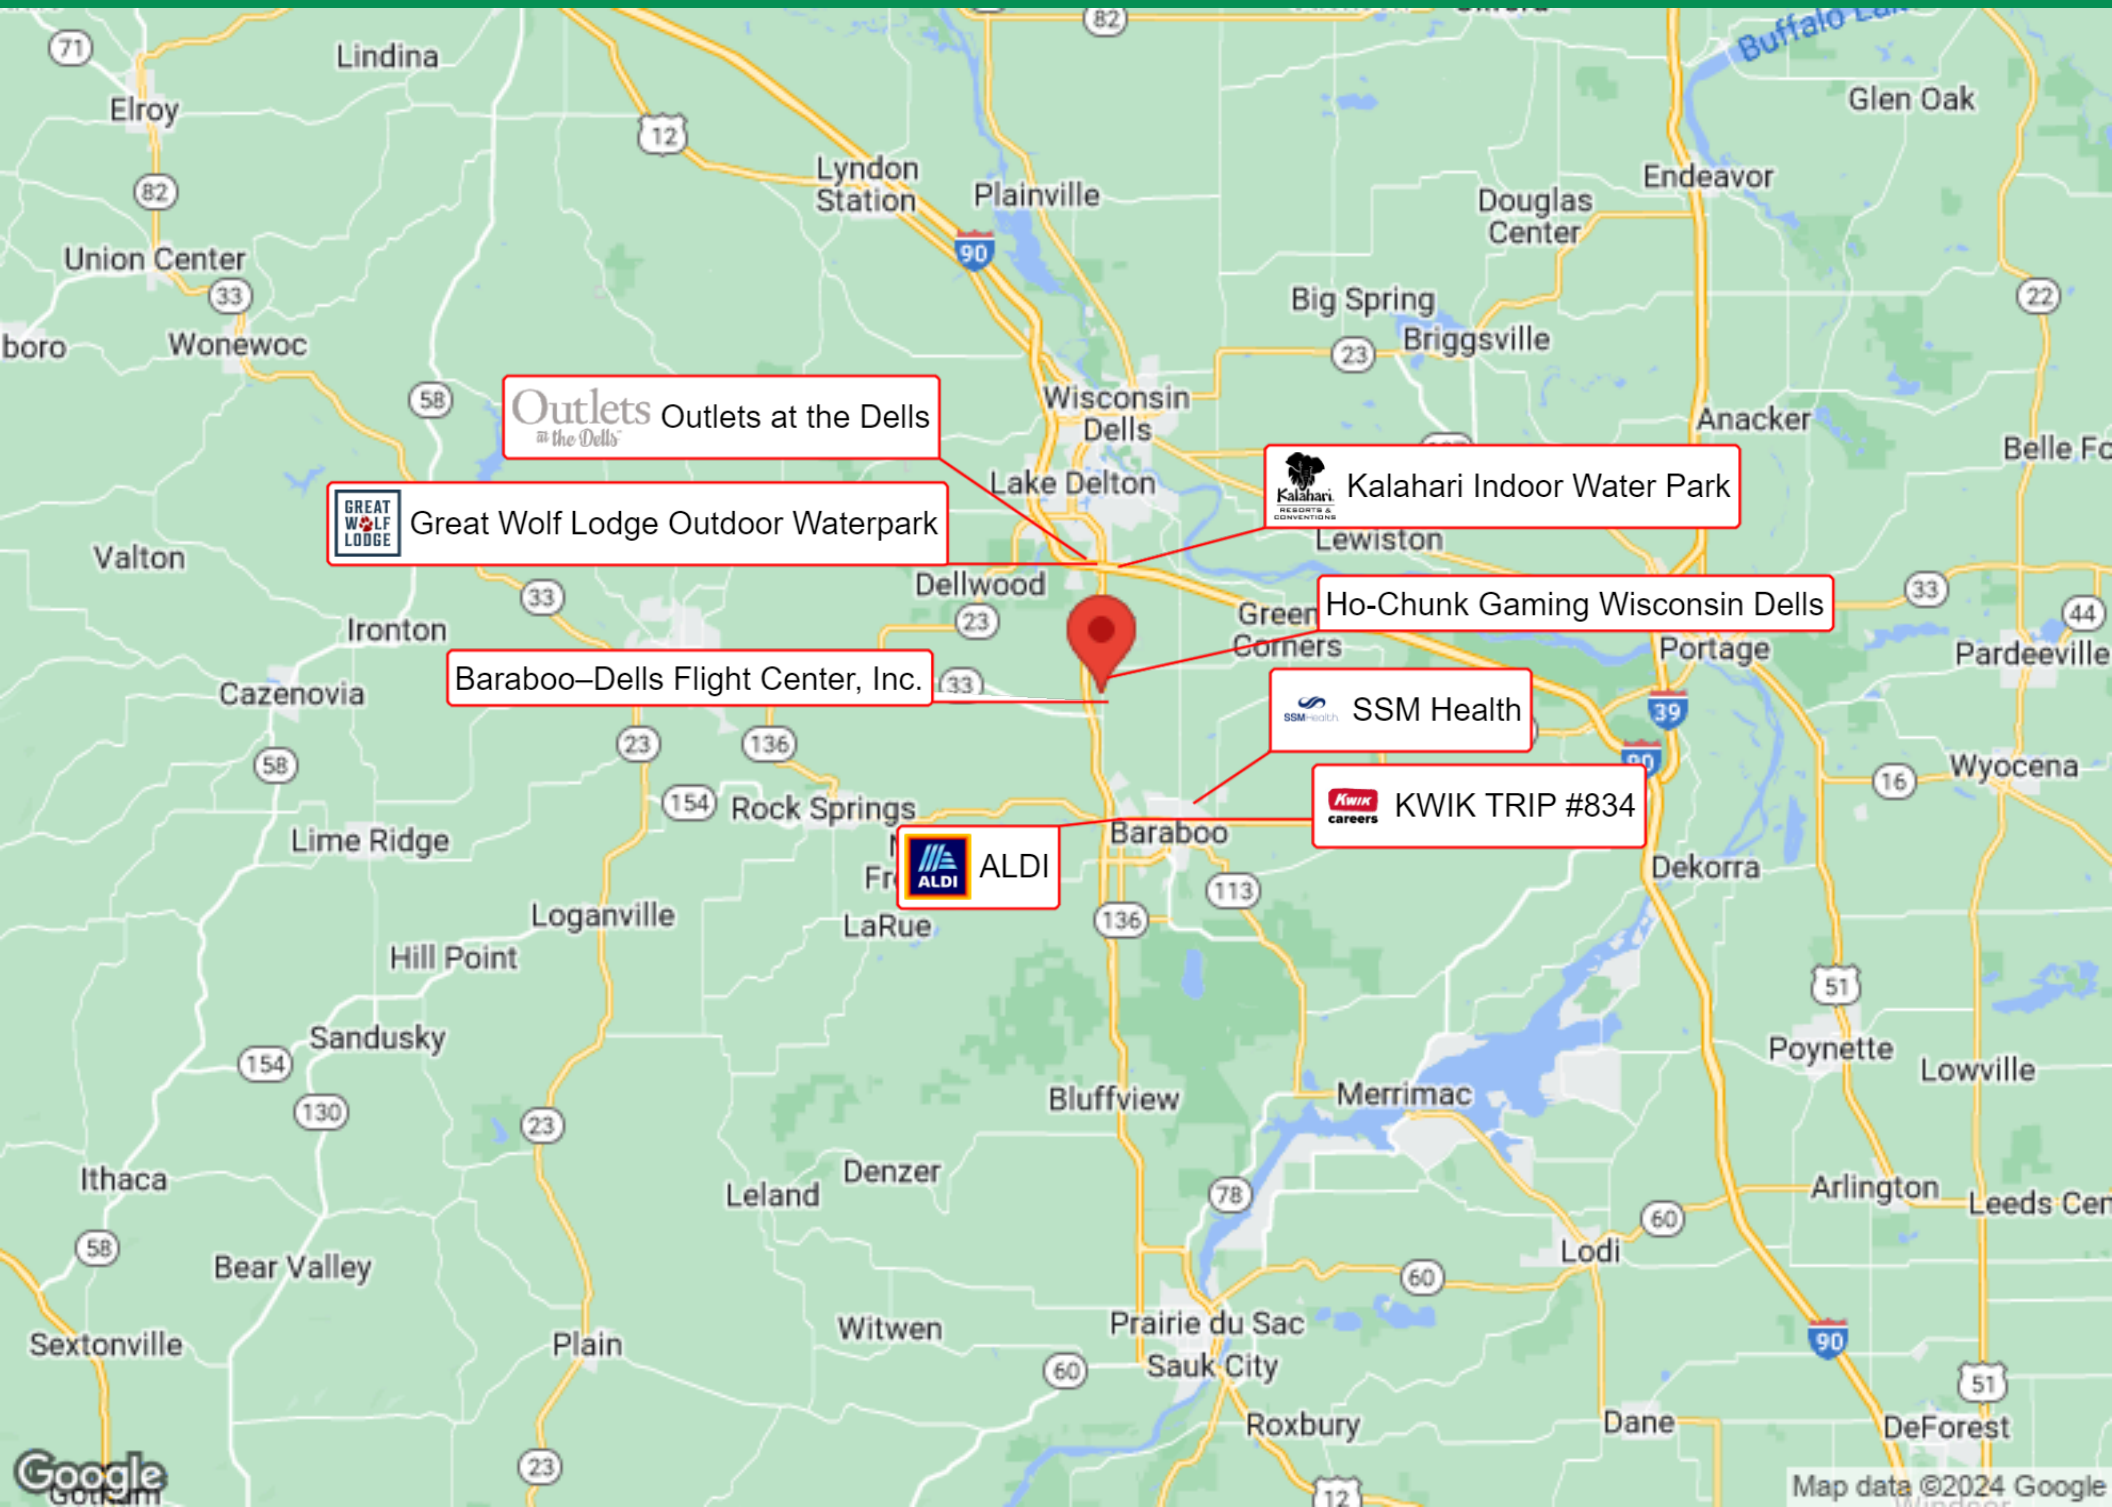 82
Buffalo Lake
71
Lindina
Elroy
Glen Oak
12
Lyndon
Station
Plainville
Endeavor
82
Douglas
Center
90
Union Center
33
Big Spring
22
Wonewoc
boro
Briggsville
23
58
Wisconsin
Dells
Outlets
at the Dells
Outlets at the Dells
Anacker
Belle Fo
Lake Delton
Kalahari
RESORTS &
CONVENTIONS
Kalahari Indoor Water Park
GREAT
WOLF
LODGE
Great Wolf Lodge Outdoor Waterpark
Lewiston
Valton
Dellwood
33
33
Ho-Chunk Gaming Wisconsin Dells
44
Green
Corners
23
Ironton
Portage
Pardeeville
Baraboo–Dells Flight Center, Inc.
33
Cazenovia
SSMHealth
SSM Health
39
23
136
90
58
Wyocena
16
154
Rock Springs
Kwik
careers
KWIK TRIP #834
Lime Ridge
Baraboo
ALDI
ALDI
Fr
Dekorra
113
Loganville
LaRue
136
Hill Point
51
Sandusky
154
Poynette
Lowville
130
Bluffview
Merrimac
23
Ithaca
Denzer
Leland
78
Arlington
Leeds Cen
60
58
Bear Valley
Lodi
60
Prairie du Sac
Witwen
Sextonville
Plain
90
60
Sauk City
51
Roxbury
Dane
DeForest
23
Google
Gotham
12
Map data ©2024 Google
Windsor